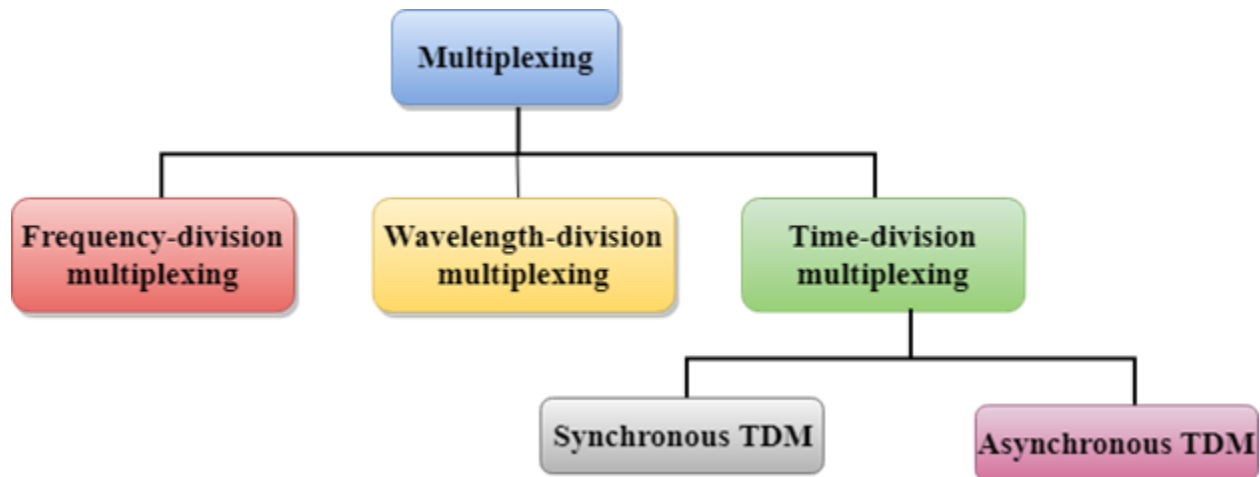 Multiplexing
Frequency-division
multiplexing
Wavelength-division
multiplexing
Time-division
multiplexing
Synchronous TDM
Asynchronous TDM